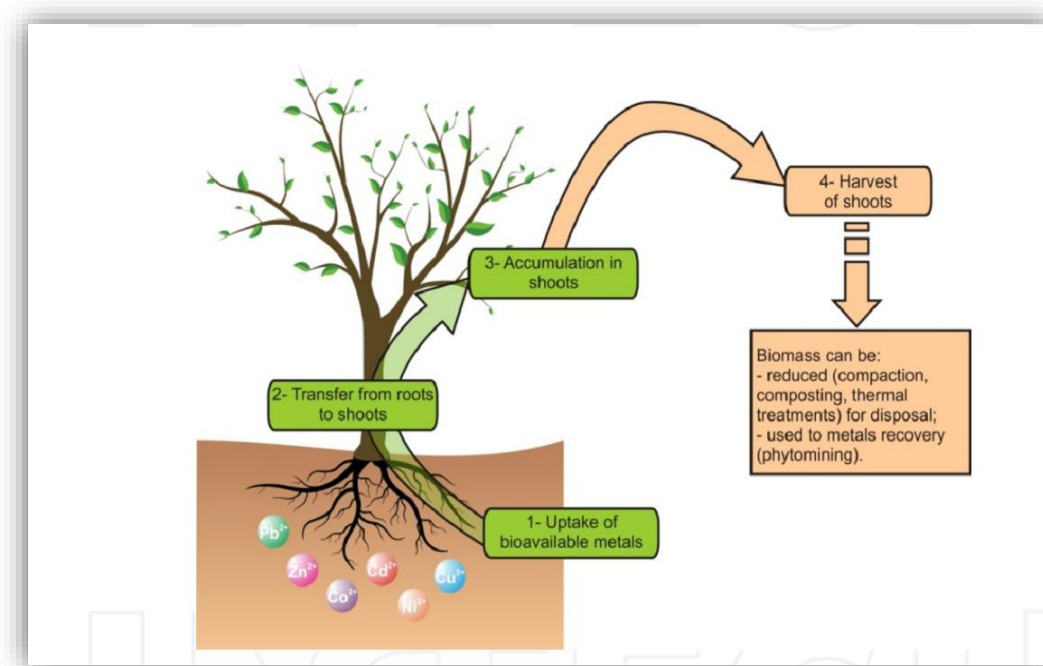 1- Uptake of
bioavailable metals
2- Transfer from roots
to shoots
3- Accumulation in
shoots
4- Harvest
of shoots
Biomass can be:
- reduced (compaction,
composting, thermal
treatments) for disposal;
- used to metals recovery
(phytomining).
Pb²⁺
Zn²⁺
Co²⁺
Cd²⁺
Ni²⁺
Cu²⁺